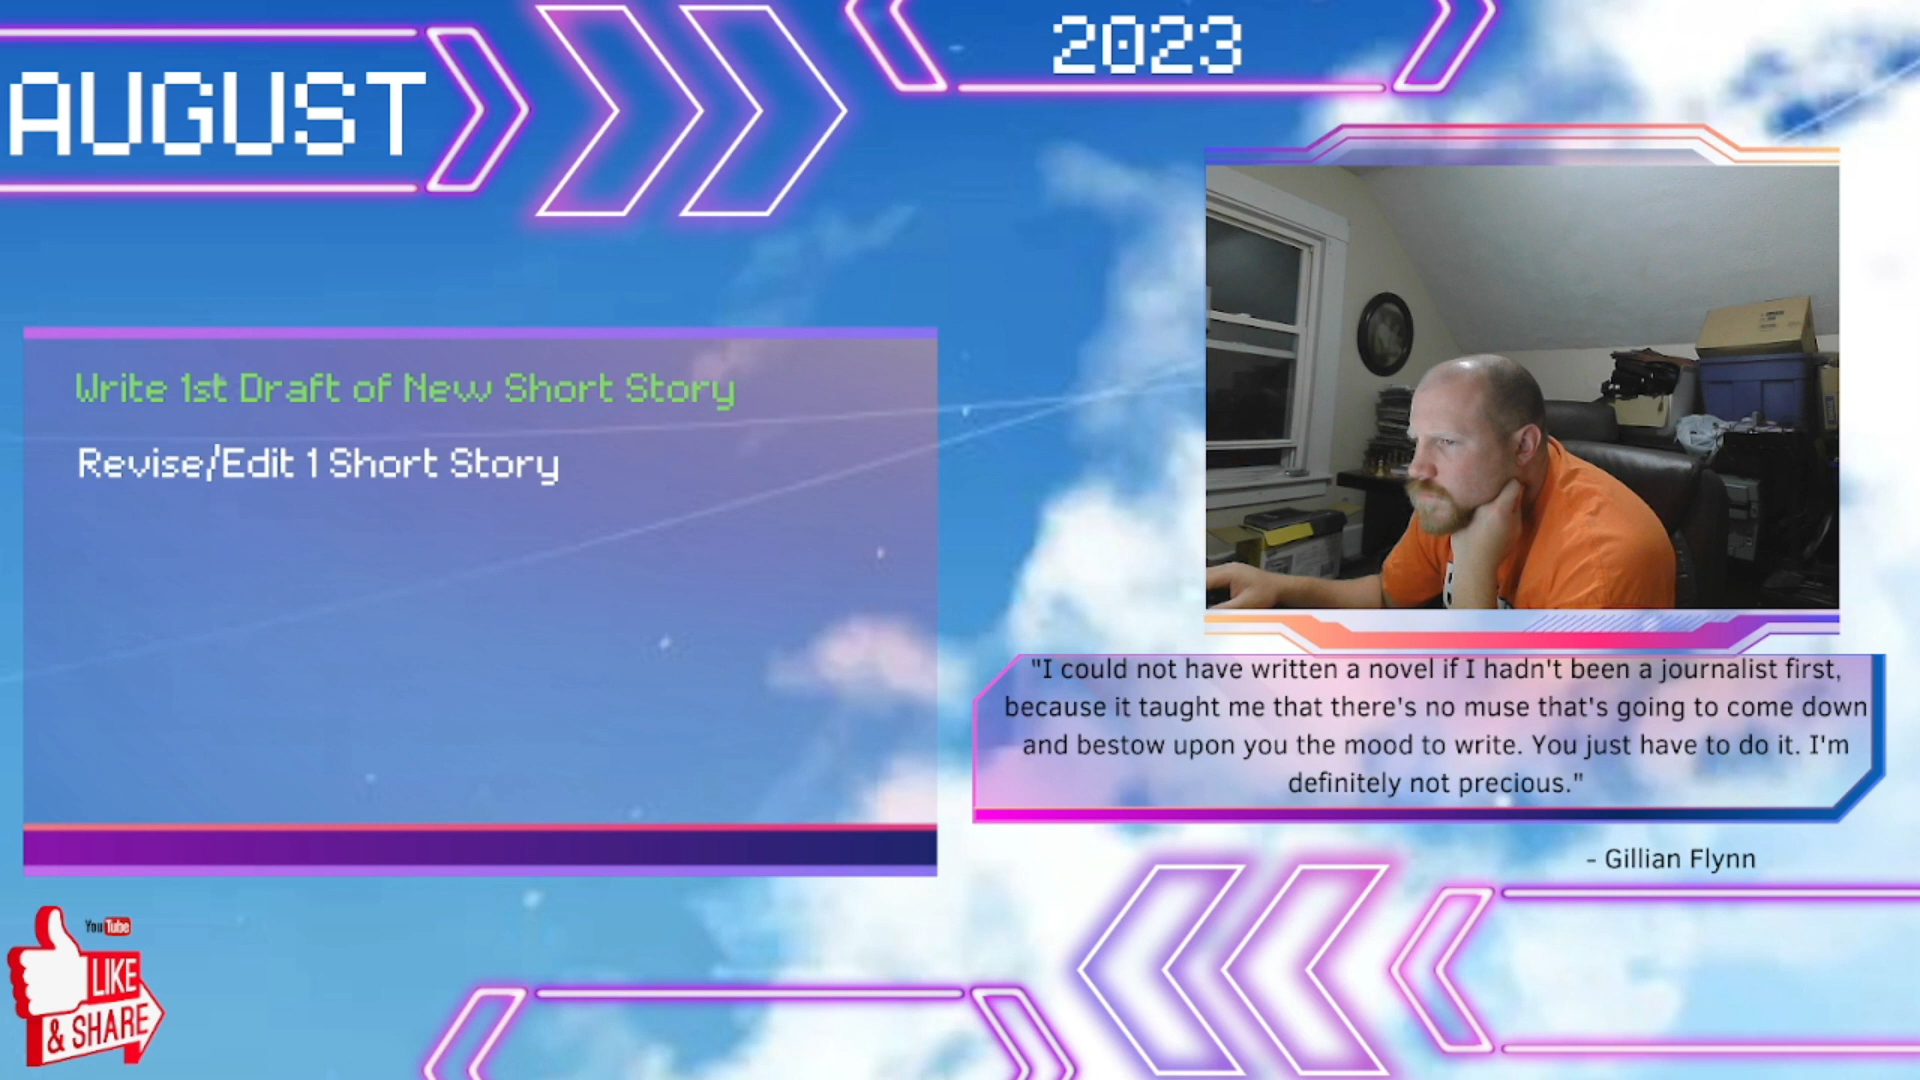 AUGUST
2023
Write 1st Draft of New Short Story
Revise/Edit 1 Short Story
"I could not have written a novel if I hadn't been a journalist first,
because it taught me that there's no muse that's going to come down
and bestow upon you the mood to write. You just have to do it. I'm
definitely not precious."
- Gillian Flynn
YouTube
LIKE
& SHARE